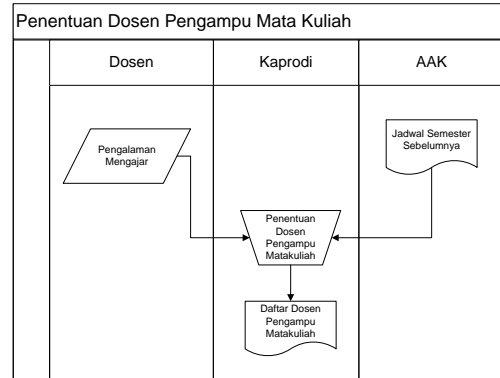 Penentuan Dosen Pengampu Mata Kuliah
Dosen
Kaprodi
AAK
Pengalaman
Mengajar
Jadwal Semester
Sebelumnya
Penentuan
Dosen
Pengampu
Matakuliah
Daftar Dosen
Pengampu
Matakuliah